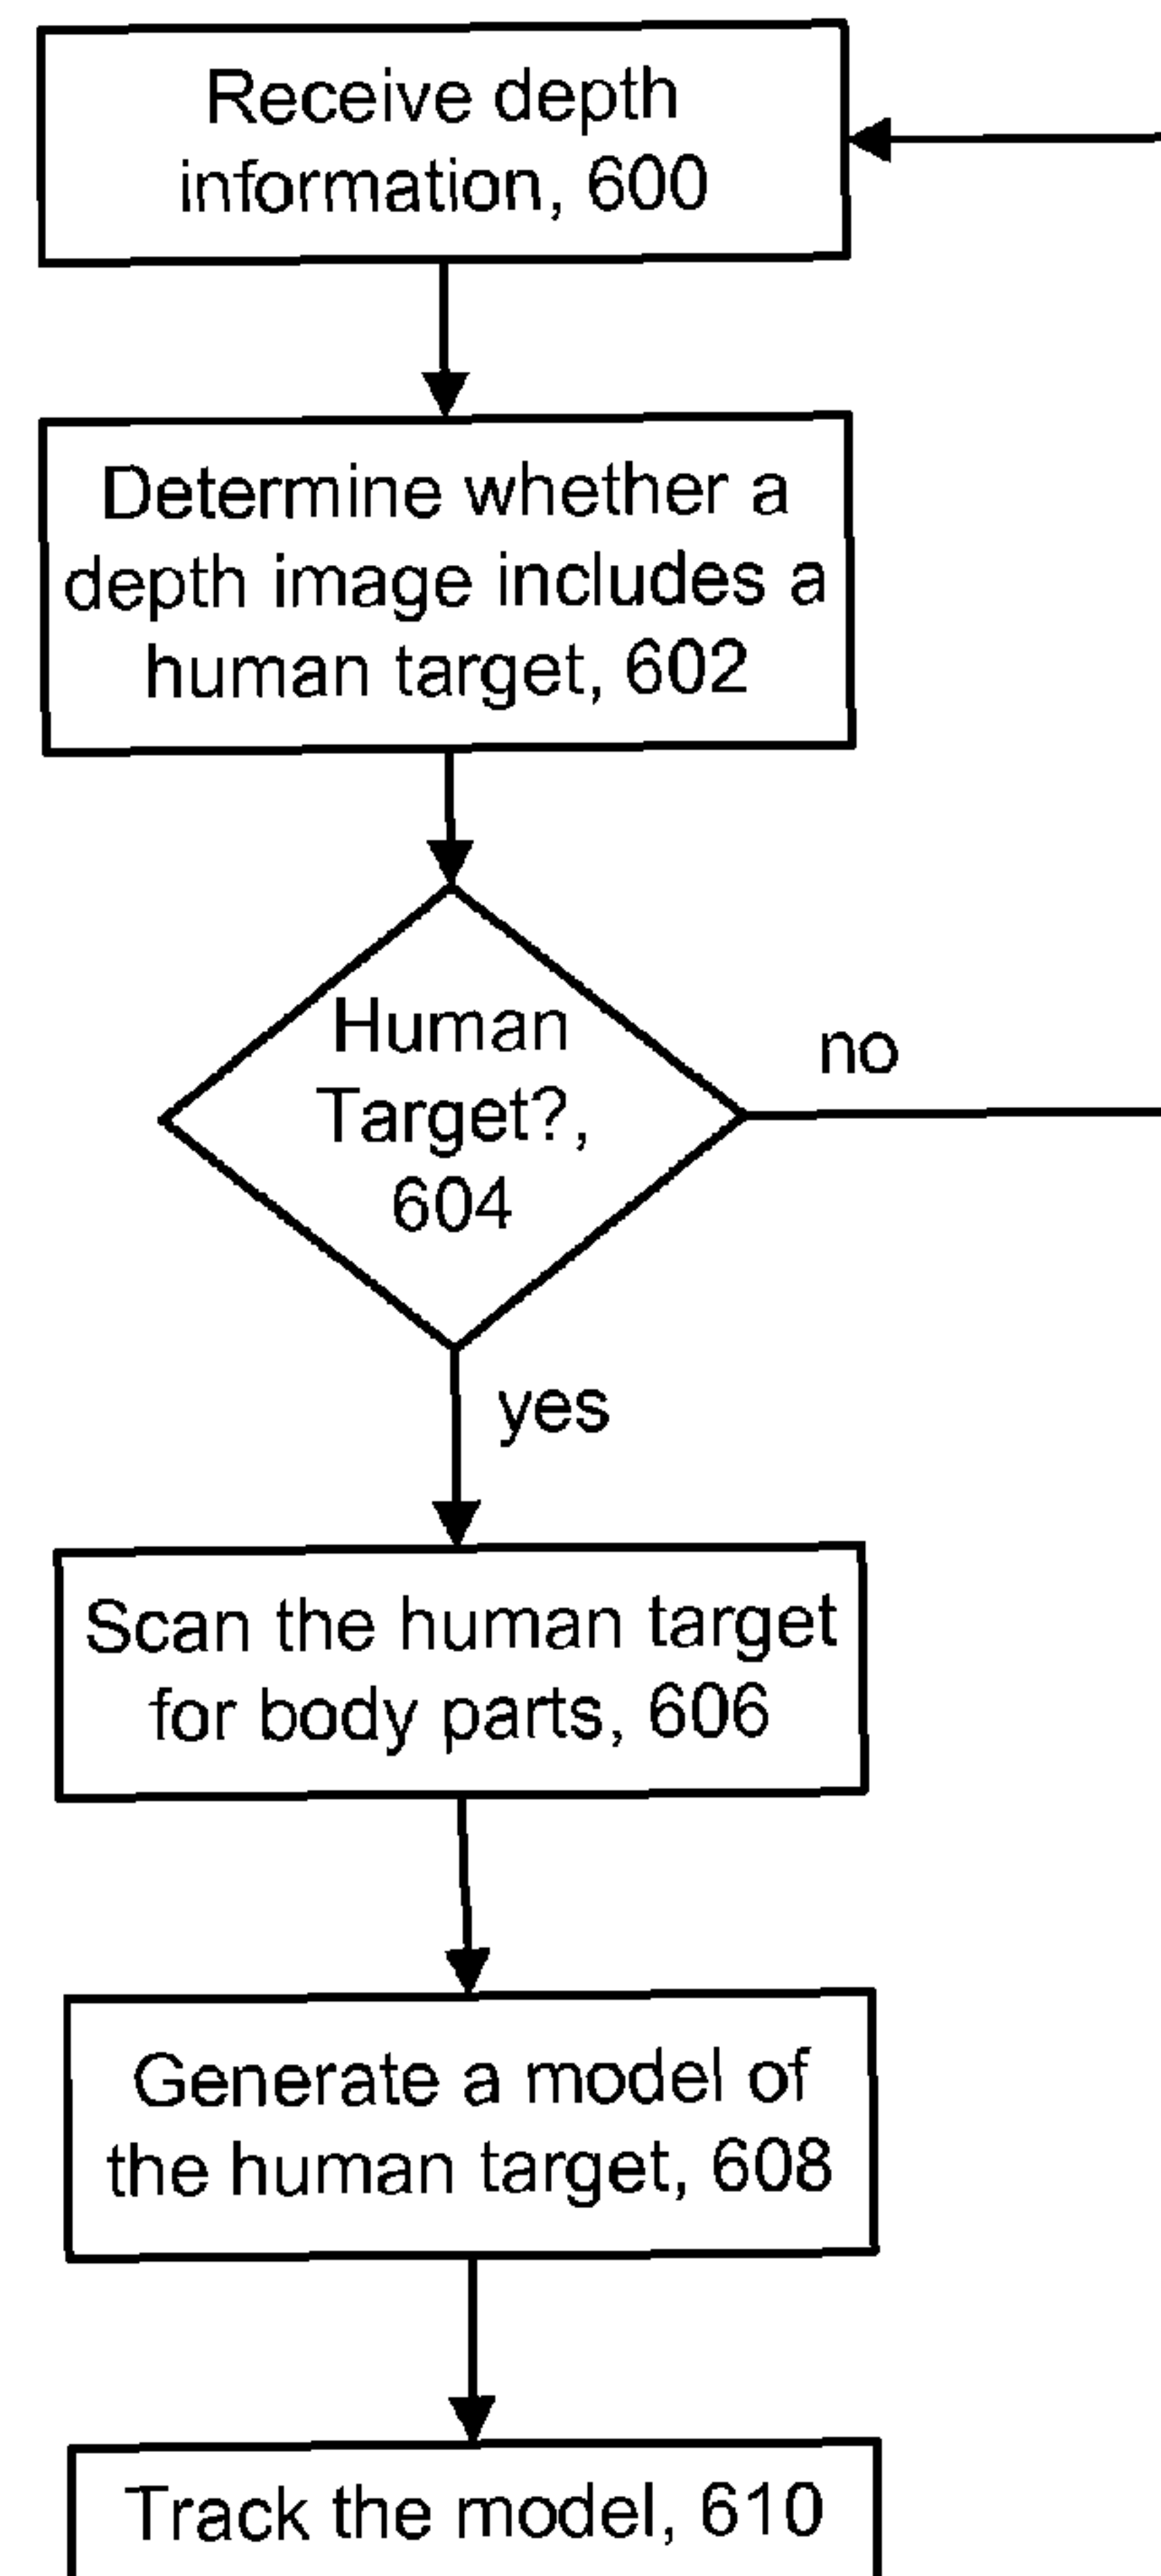 Receive depth
information, 600
Determine whether a
depth image includes a
human target, 602
Human
Target?,
604
no
yes
Scan the human target
for body parts, 606
Generate a model of
the human target, 608
Track the model, 610